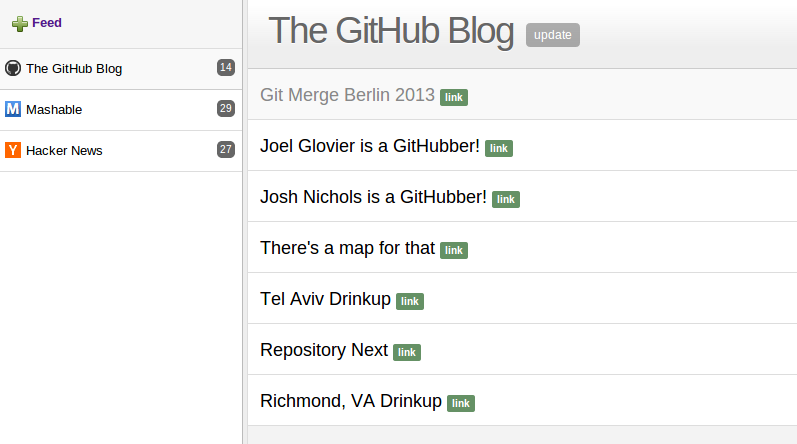 Feed
The GitHub Blog 14
M Mashable 29
Y Hacker News 27
The GitHub Blog update
Git Merge Berlin 2013 link
Joel Glovier is a GitHubber! link
Josh Nichols is a GitHubber! link
There's a map for that link
Tel Aviv Drinkup link
Repository Next link
Richmond, VA Drinkup link